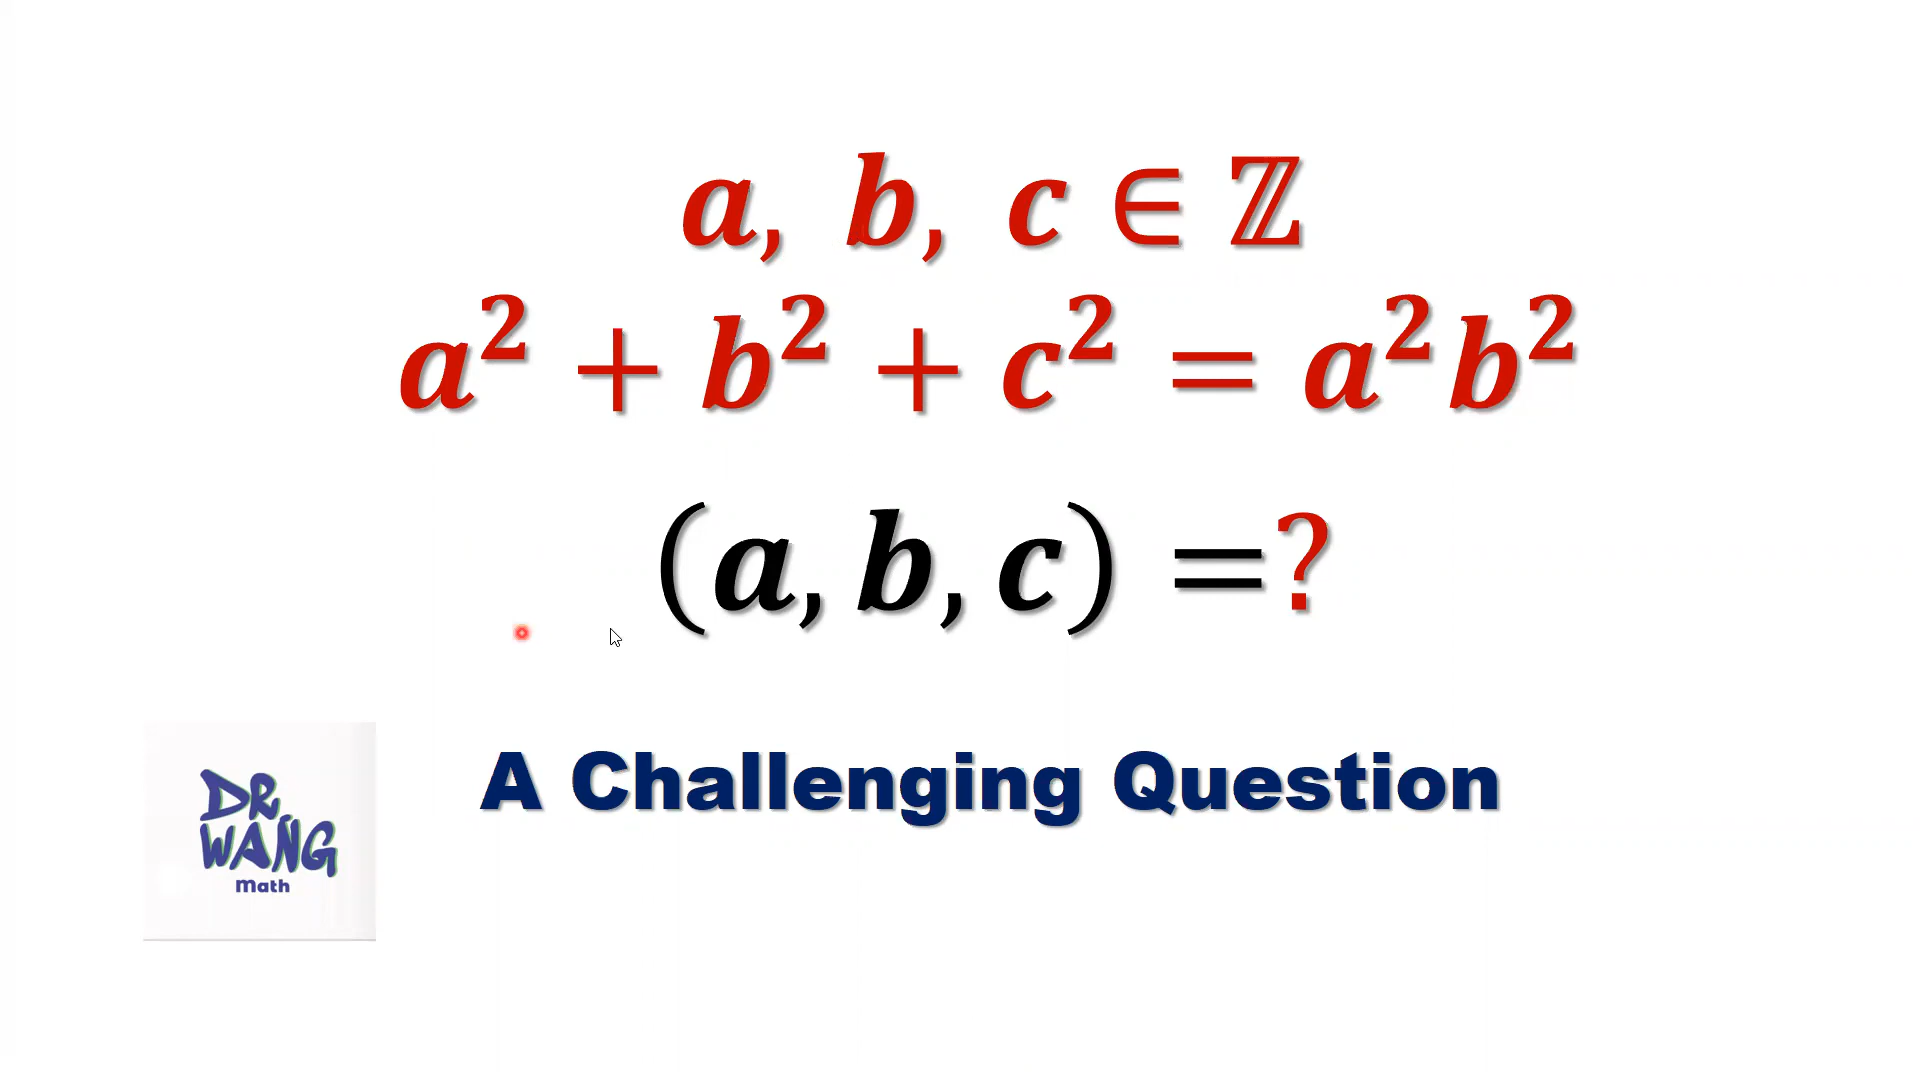 a, b, c ∈ ℤ
a² + b² + c² = a²b²
(a, b, c) =?
A Challenging Question
DR
WANG
math